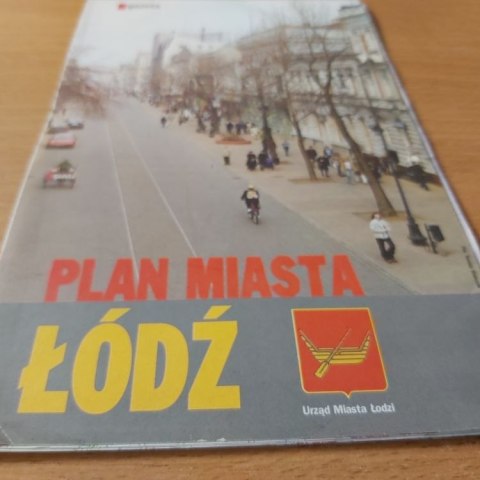 PLAN MIASTA
ŁÓDŹ
Urząd Miasta Łodzi